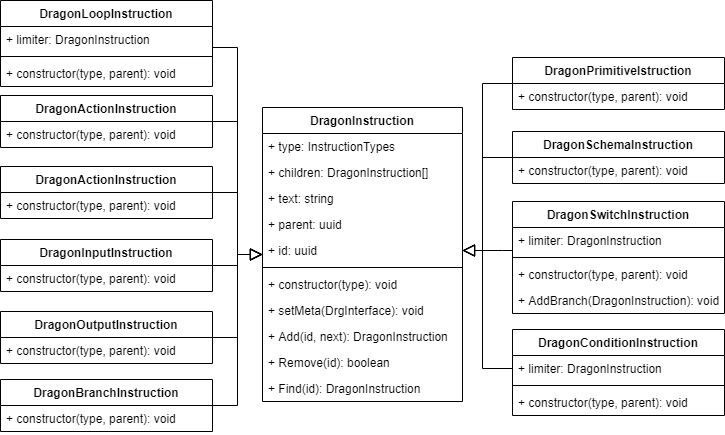 DragonLoopInstruction
+ limiter: DragonInstruction
+ constructor(type, parent): void
DragonActionInstruction
+ constructor(type, parent): void
DragonActionInstruction
+ constructor(type, parent): void
DragonInputInstruction
+ constructor(type, parent): void
DragonOutputInstruction
+ constructor(type, parent): void
DragonBranchInstruction
+ constructor(type, parent): void
DragonInstruction
+ type: InstructionTypes
+ children: DragonInstruction[]
+ text: string
+ parent: uuid
+ id: uuid
+ constructor(type): void
+ setMeta(DrgInterface): void
+ Add(id, next): DragonInstruction
+ Remove(id): boolean
+ Find(id): DragonInstruction
DragonPrimitiveIstruction
+ constructor(type, parent): void
DragonSchemaInstruction
+ constructor(type, parent): void
DragonSwitchInstruction
+ limiter: DragonInstruction
+ constructor(type, parent): void
+ AddBranch(DragonInstruction): void
DragonConditionInstruction
+ limiter: DragonInstruction
+ constructor(type, parent): void